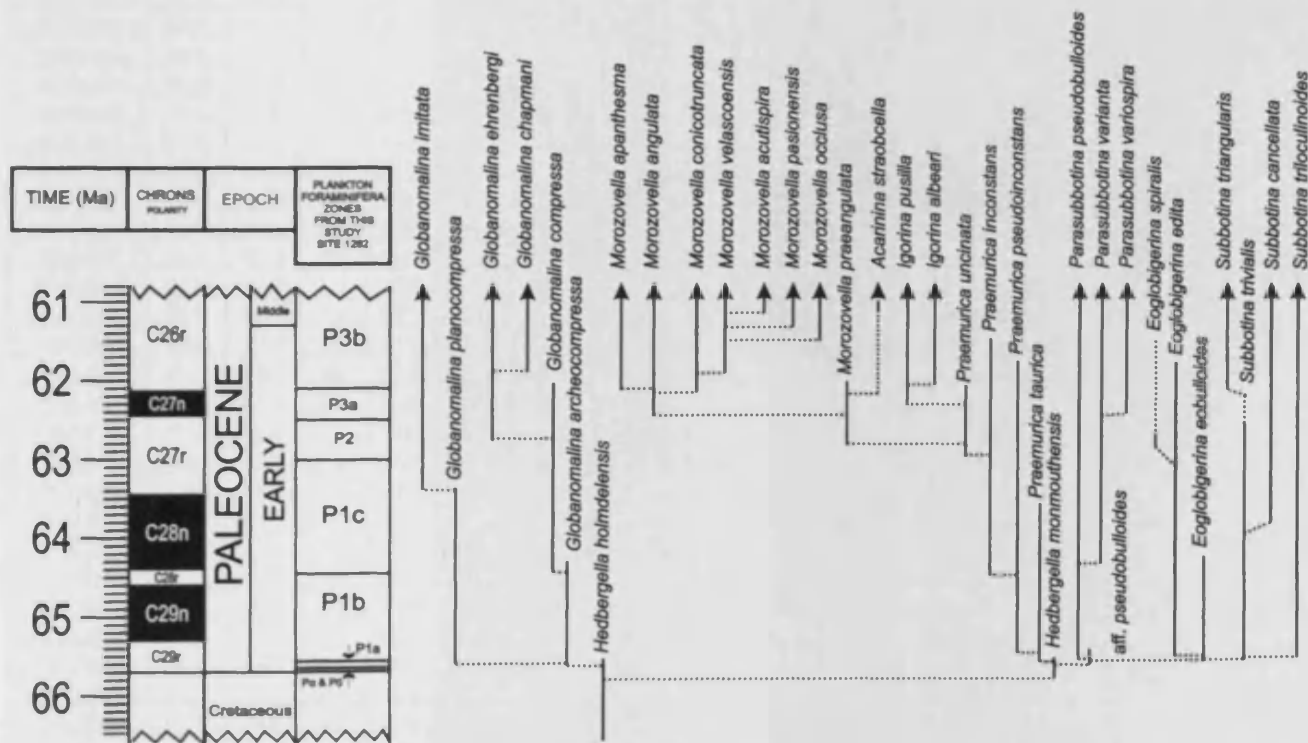 TIME (Ma)
CHRONS
POLARITY
EPOCH
PLANKTON
FORAMINIFERA
ZONES
FROM THIS
STUDY
SITE 1262
61
62
63
64
65
66
C26r
C27n
C27r
C28n
C28r
C29n
C29r
PALEOCENE
Cretaceous
Middle
EARLY
P3b
P3a
P2
P1c
P1b
P1a
Pα & P0
Globanomalina imitata
Globanomalina planocompressa
Globanomalina ehrenbergi
Globanomalina chapmani
Globanomalina compressa
Globanomalina archeocompressa
Hedbergella holmdelensis
Morozovella apanthesma
Morozovella angulata
Morozovella conicotruncata
Morozovella velascoensis
Morozovella acutispira
Morozovella pasionensis
Morozovella occlusa
Morozovella praeangulata
Acarinina straobcella
Igorina pusilla
Igorina albeari
Praemurica uncinata
Praemurica inconstans
Praemurica pseudoinconstans
Praemurica taurica
Hedbergella monmouthensis
Parasubbotina pseudobulloides
Parasubbotina varianta
Parasubbotina variospira
aff. pseudobulloides
Eoglobigerina spiralis
Eoglobigerina edita
Eoglobigerina eobulloides
Subbotina triangularis
Subbotina trivialis
Subbotina cancellata
Subbotina triloculinoides